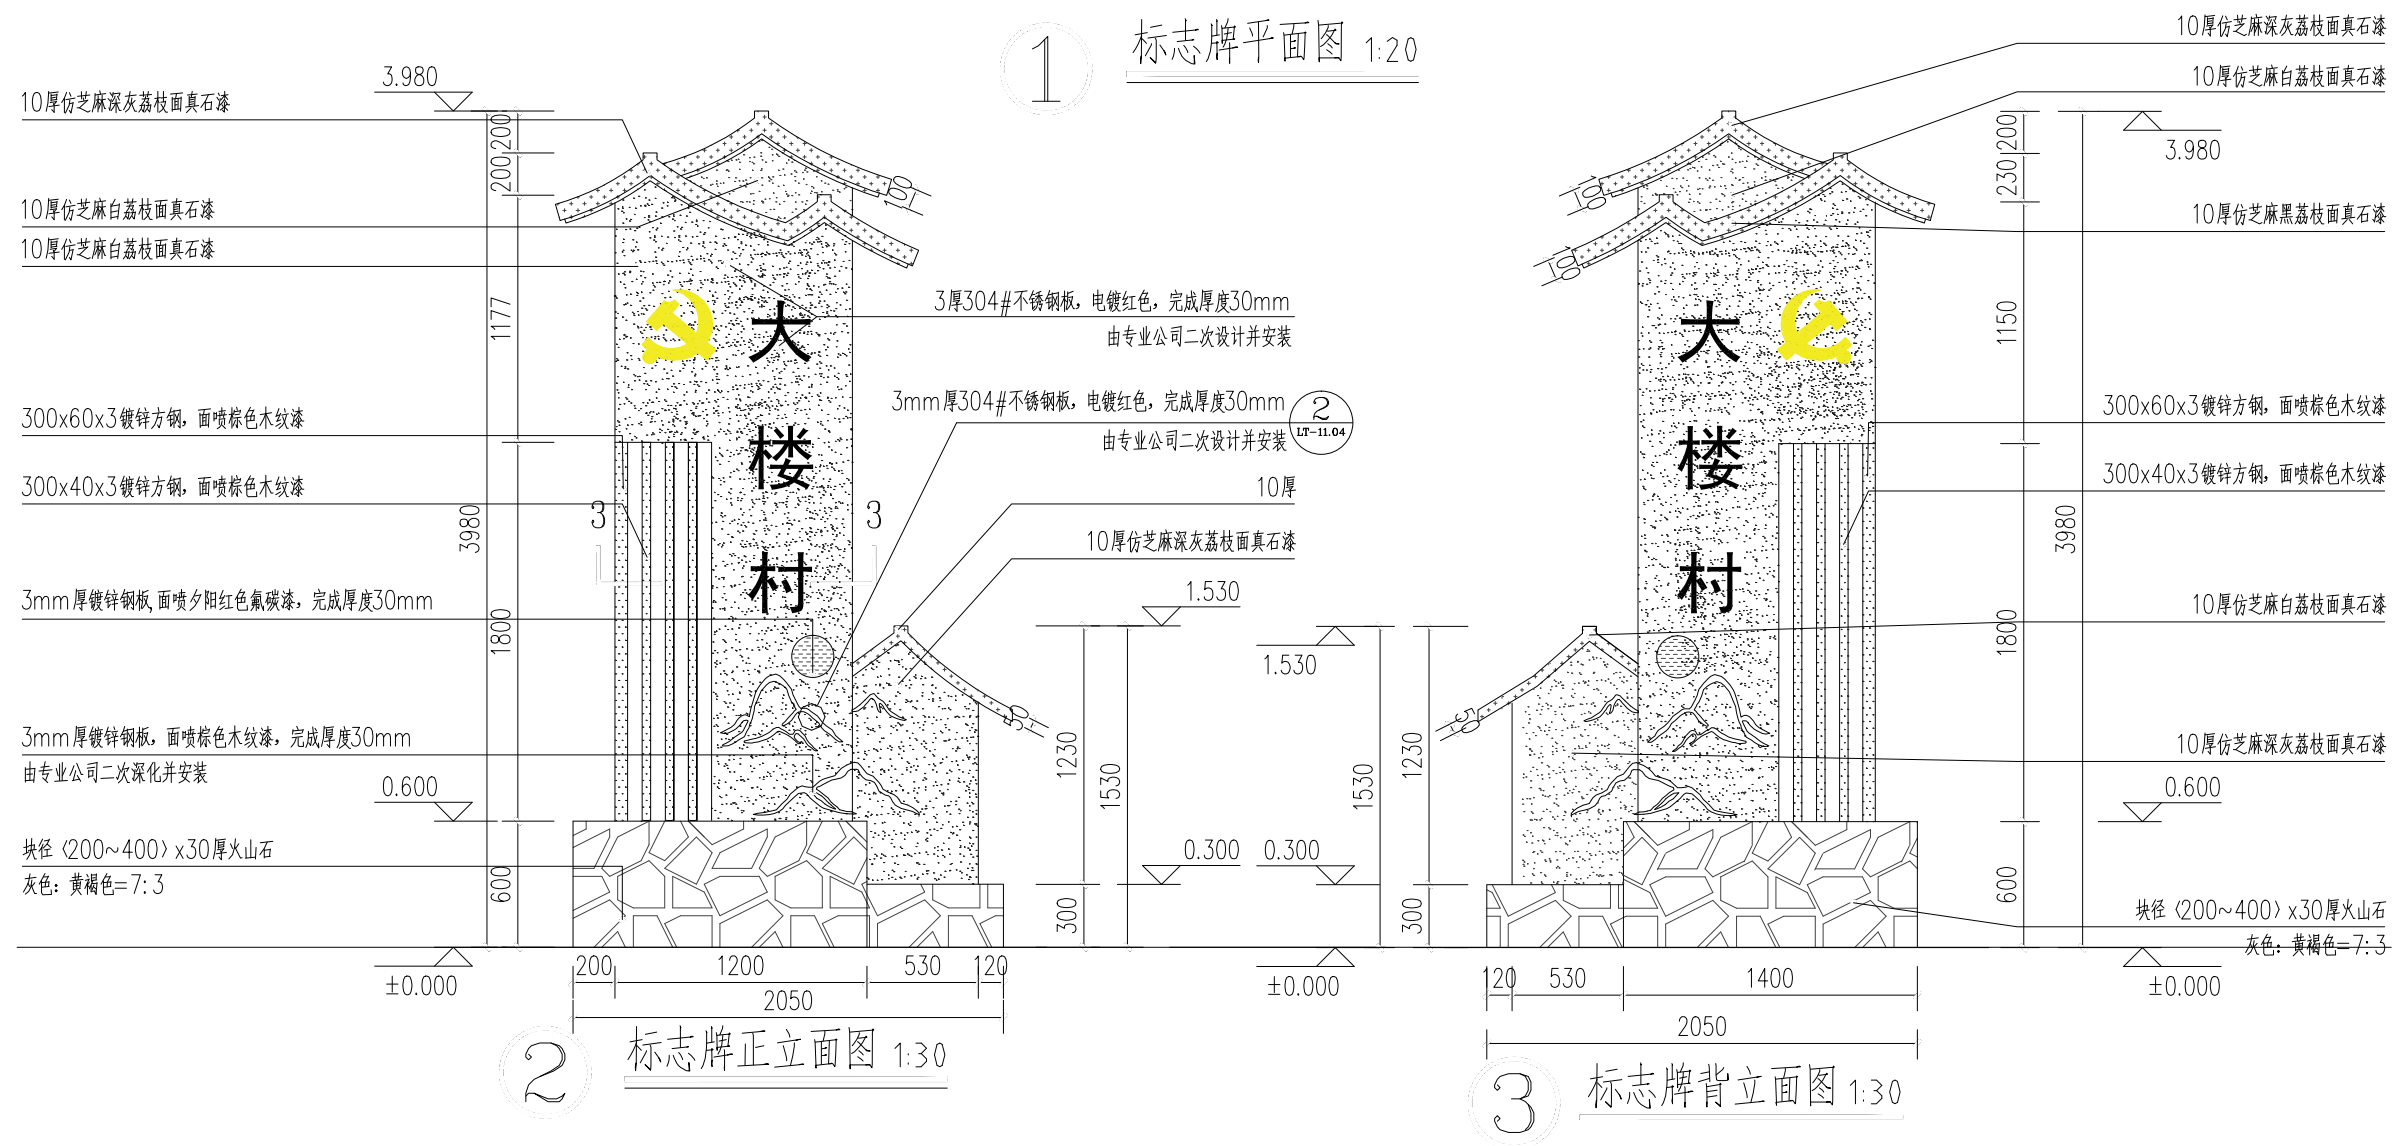 1 标志牌平面图 1:20
10厚仿芝麻深灰荔枝面真石漆
3.980
10厚仿芝麻白荔枝面真石漆
10厚仿芝麻白荔枝面真石漆
300x60x3镀锌方钢，面喷棕色木纹漆
300x40x3镀锌方钢，面喷棕色木纹漆
3mm厚镀锌钢板,面喷夕阳红色氟碳漆，完成厚度30mm
3mm厚镀锌钢板，面喷棕色木纹漆，完成厚度30mm
由专业公司二次深化并安装
0.600
块径〈200~400〉x30厚火山石
灰色：黄褐色=7:3
±0.000
200
200
1177
1800
600
3980
3
3
大
楼
村
100
50
3厚304#不锈钢板，电镀红色，完成厚度30mm
由专业公司二次设计并安装
3mm厚304#不锈钢板，电镀红色，完成厚度30mm
由专业公司二次设计并安装
2
LT-11.04
10厚
10厚仿芝麻深灰荔枝面真石漆
1.530
1230
1530
0.300
300
200 1200 530 120
2050
2 标志牌正立面图 1:30
1.530
1530
1230
0.300
300
±0.000
大
楼
村
100
100
50
10厚仿芝麻深灰荔枝面真石漆
10厚仿芝麻白荔枝面真石漆
3.980
10厚仿芝麻黑荔枝面真石漆
300x60x3镀锌方钢，面喷棕色木纹漆
300x40x3镀锌方钢，面喷棕色木纹漆
10厚仿芝麻白荔枝面真石漆
10厚仿芝麻深灰荔枝面真石漆
0.600
块径〈200~400〉x30厚火山石
灰色：黄褐色=7:3
±0.000
200
230
1150
1800
600
3980
120 530 1400
2050
3 标志牌背立面图 1:30